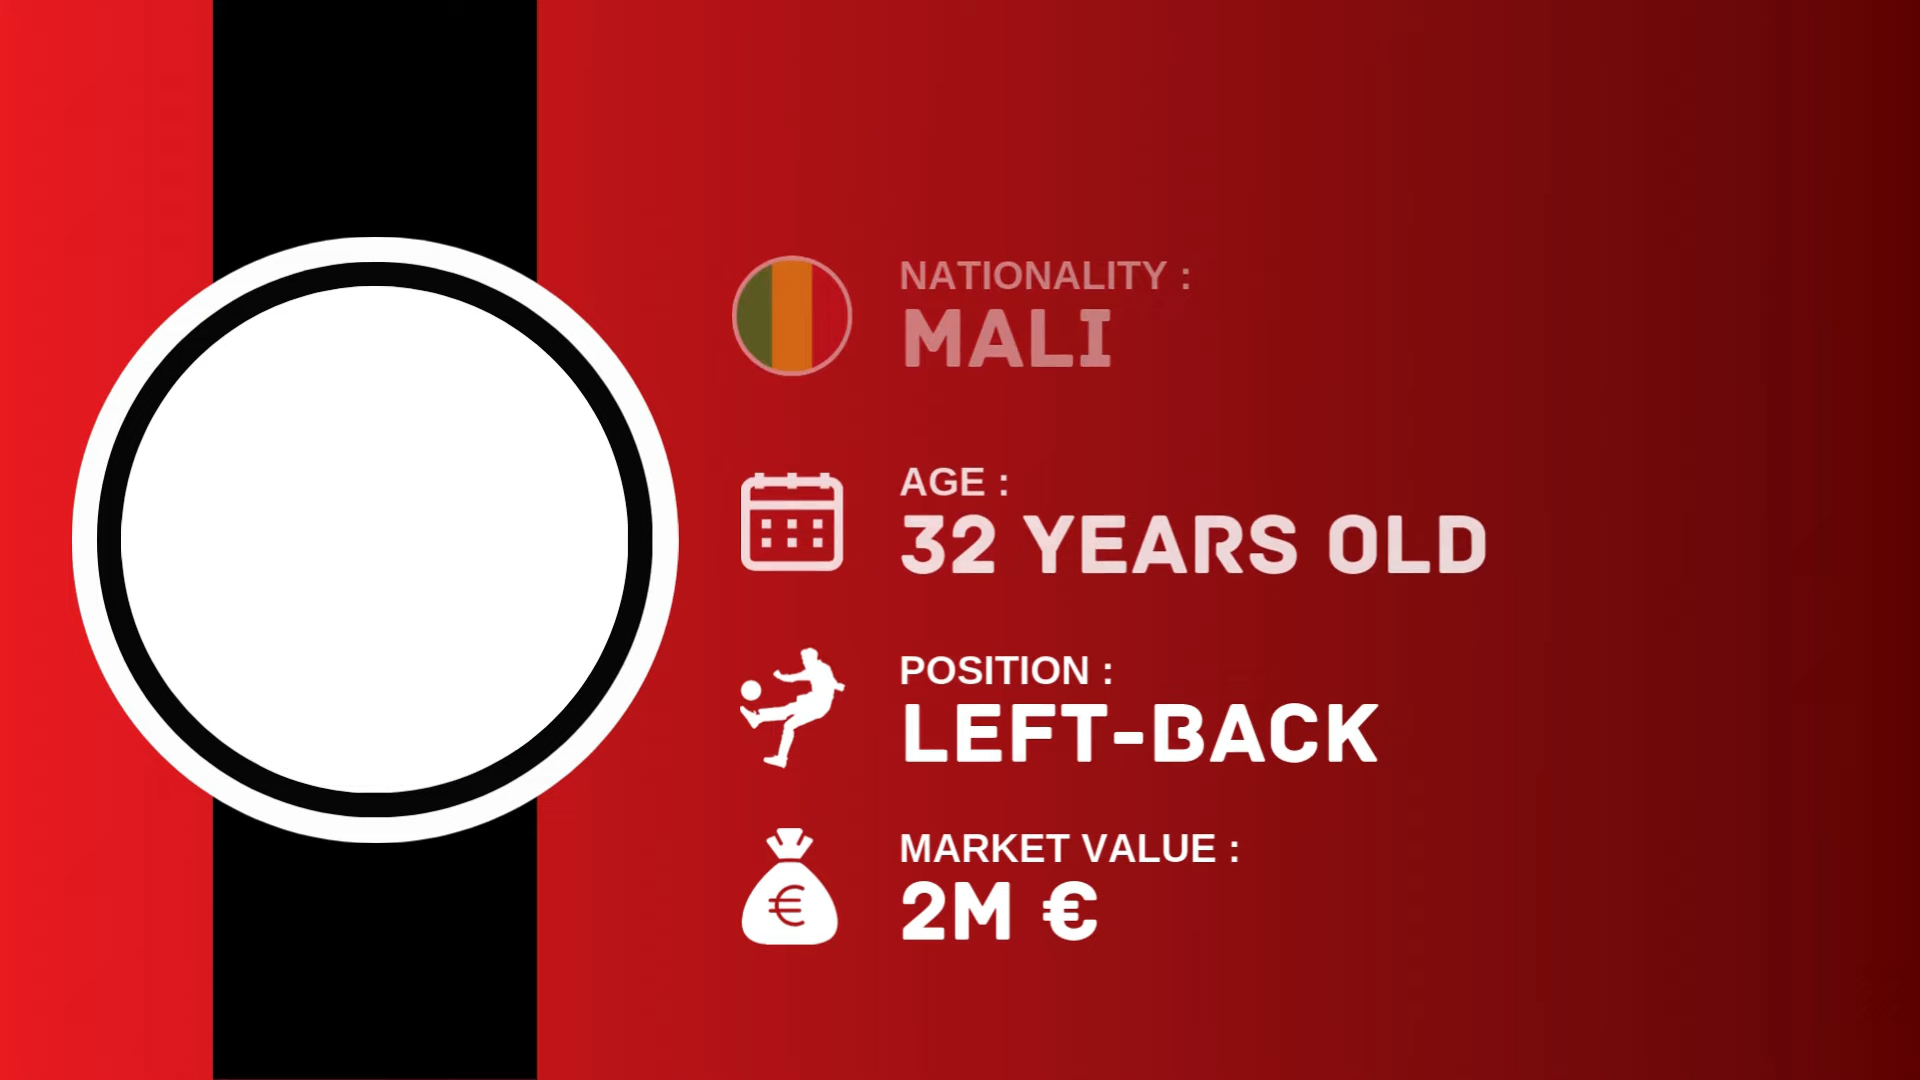 NATIONALITY :
MALI
AGE :
32 YEARS OLD
POSITION :
LEFT-BACK
MARKET VALUE :
2M €